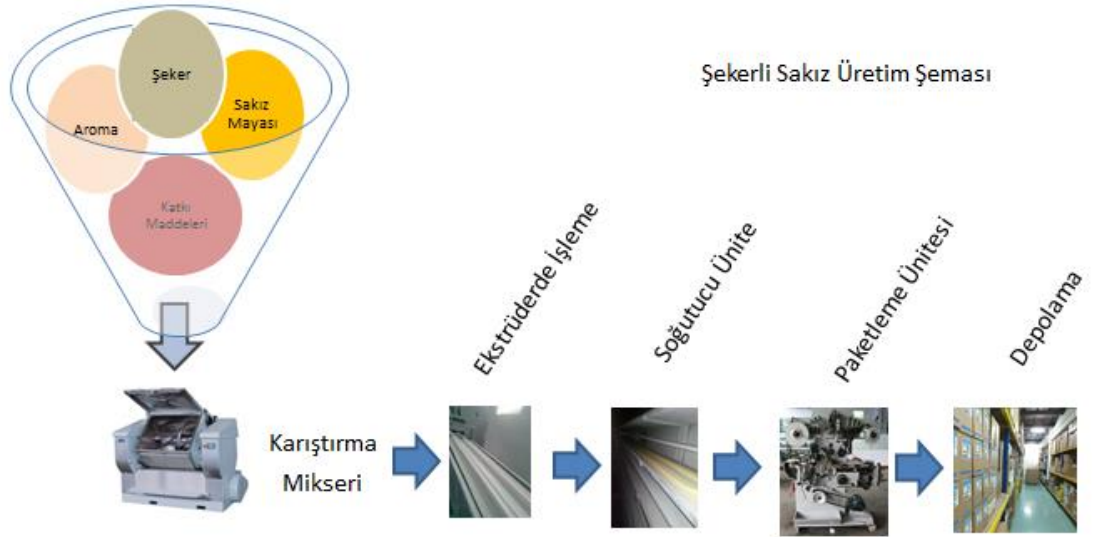 Şekerli Sakız Üretim Şeması
Şeker
Aroma
Sakız
Mayası
Katkı
Maddeleri
Karıştırma
Mikseri
Ekstrüderde İşleme
Soğutucu Ünite
Paketleme Ünitesi
Depolama